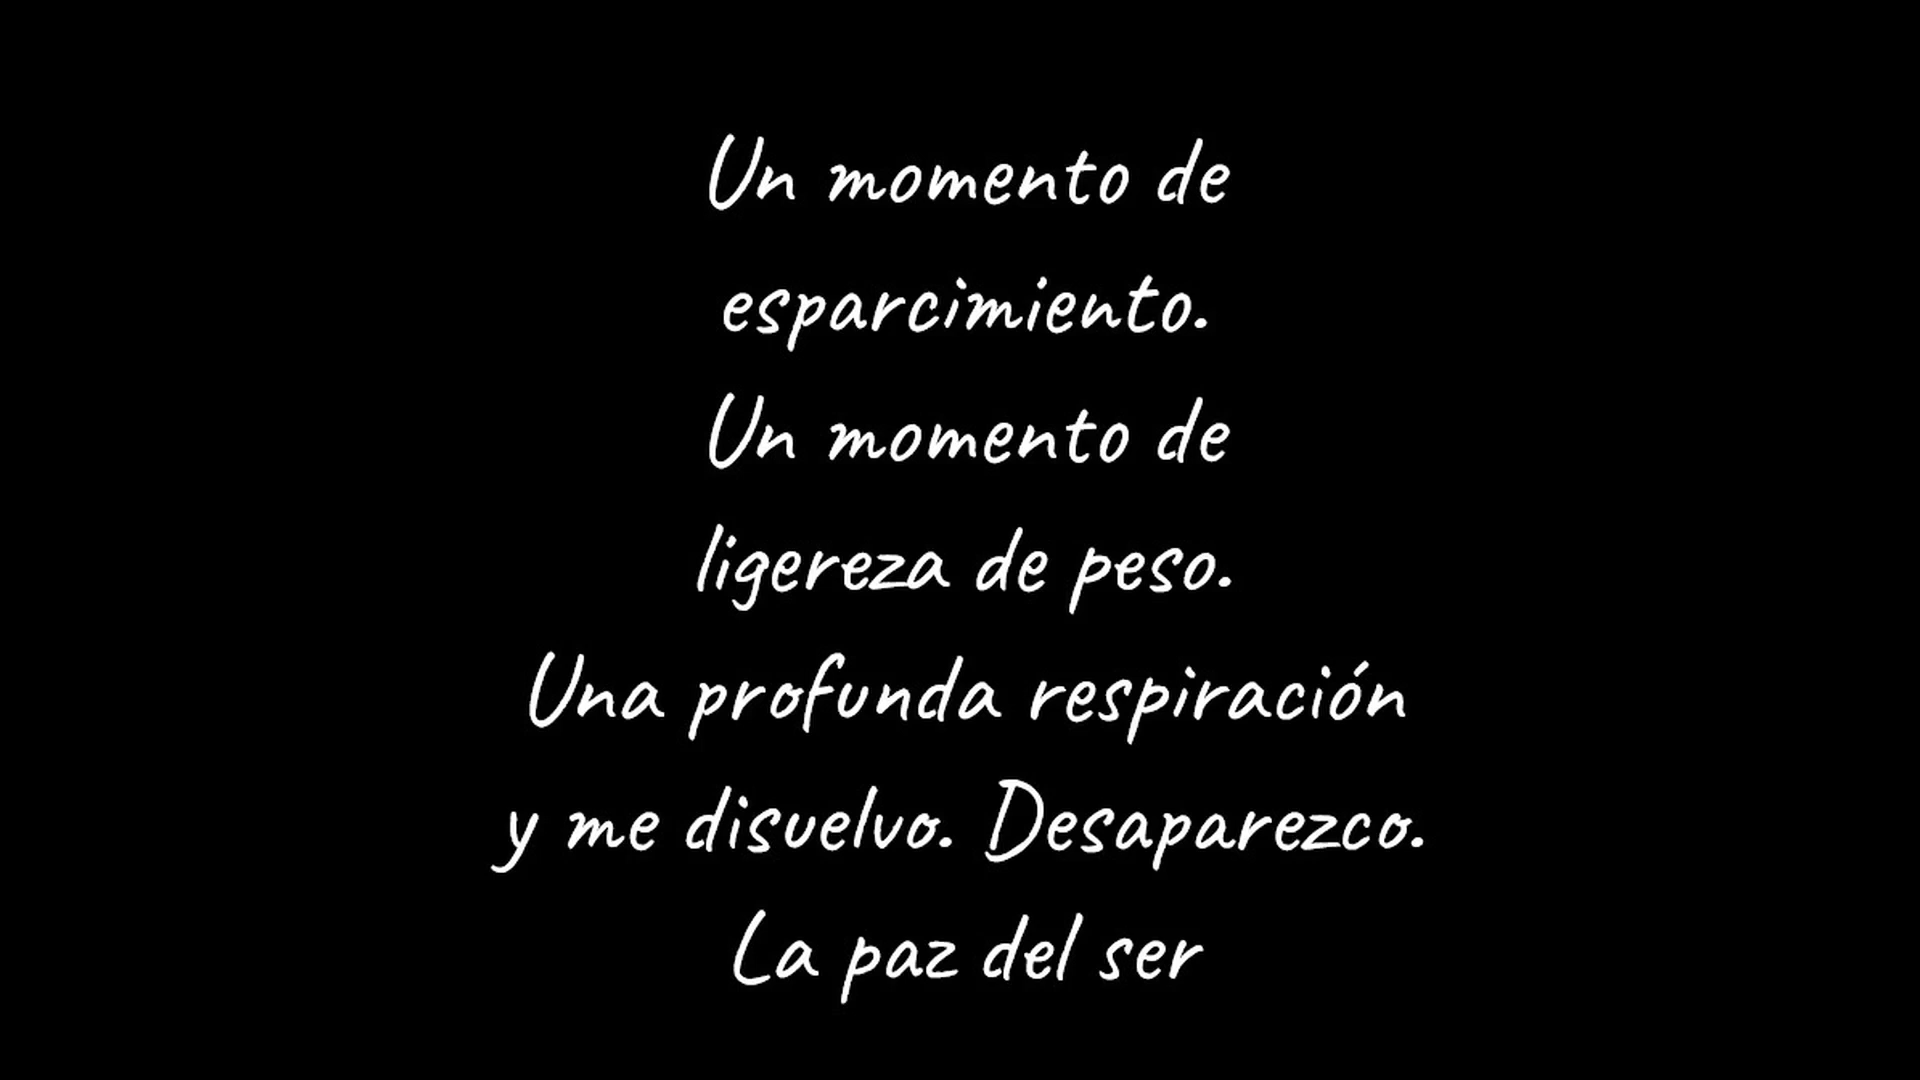 Un momento de
esparcimiento.
Un momento de
ligereza de peso.
Una profunda respiración
y me disuelvo. Desaparezco.
La paz del ser